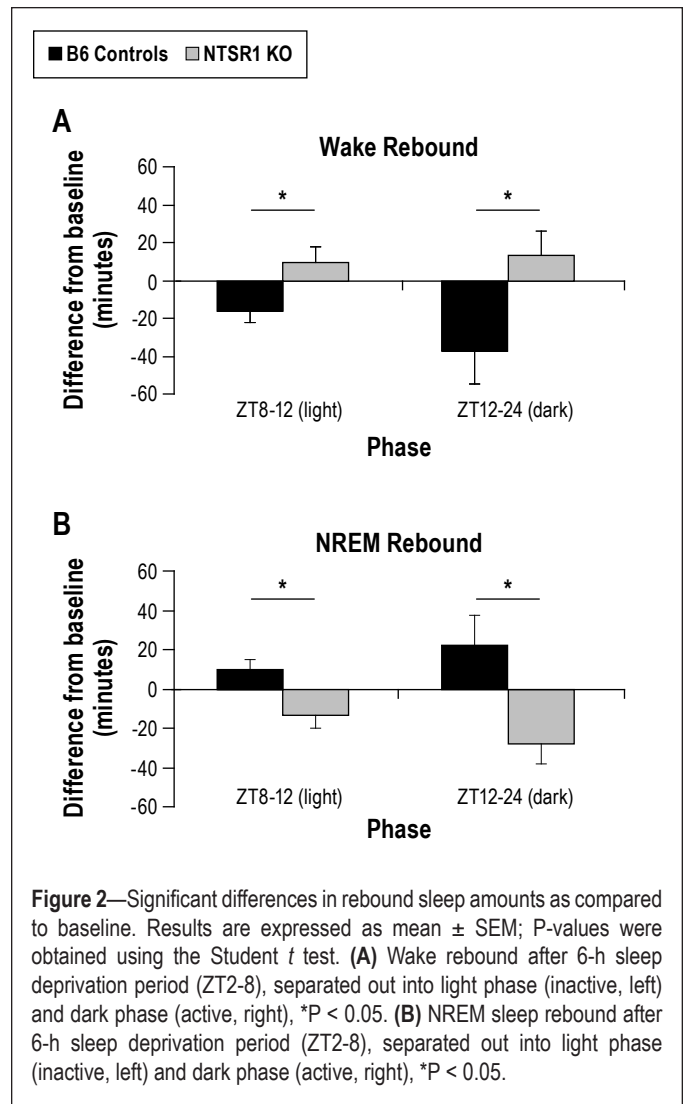 B6 Controls NTSR1 KO
A
Wake Rebound
Difference from baseline
(minutes)
60
40
20
0
-20
-40
-60
*
*
ZT8-12 (light) ZT12-24 (dark)
Phase
B
NREM Rebound
Difference from baseline
(minutes)
60
40
20
0
-20
-40
-60
*
*
ZT8-12 (light) ZT12-24 (dark)
Phase
Figure 2—Significant differences in rebound sleep amounts as compared
to baseline. Results are expressed as mean ± SEM; P-values were
obtained using the Student t test. (A) Wake rebound after 6-h sleep
deprivation period (ZT2-8), separated out into light phase (inactive, left)
and dark phase (active, right), *P < 0.05. (B) NREM sleep rebound after
6-h sleep deprivation period (ZT2-8), separated out into light phase
(inactive, left) and dark phase (active, right), *P < 0.05.